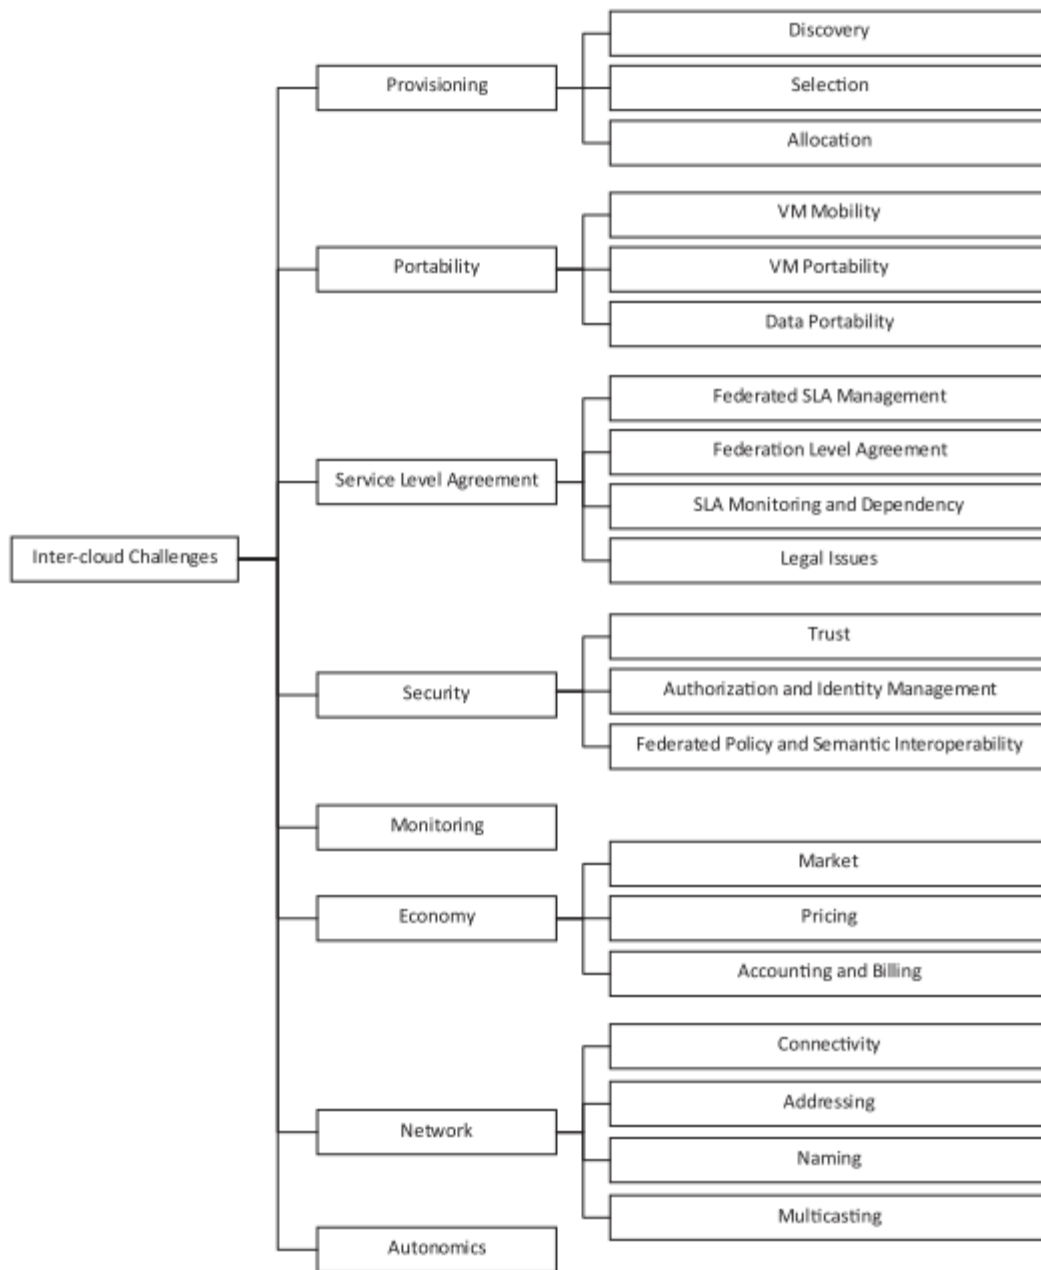 Discovery
Provisioning
Selection
Allocation
VM Mobility
Portability
VM Portability
Data Portability
Federated SLA Management
Federation Level Agreement
Service Level Agreement
SLA Monitoring and Dependency
Inter-cloud Challenges
Legal Issues
Trust
Security
Authorization and Identity Management
Federated Policy and Semantic Interoperability
Monitoring
Market
Economy
Pricing
Accounting and Billing
Connectivity
Addressing
Network
Naming
Multicasting
Autonomics